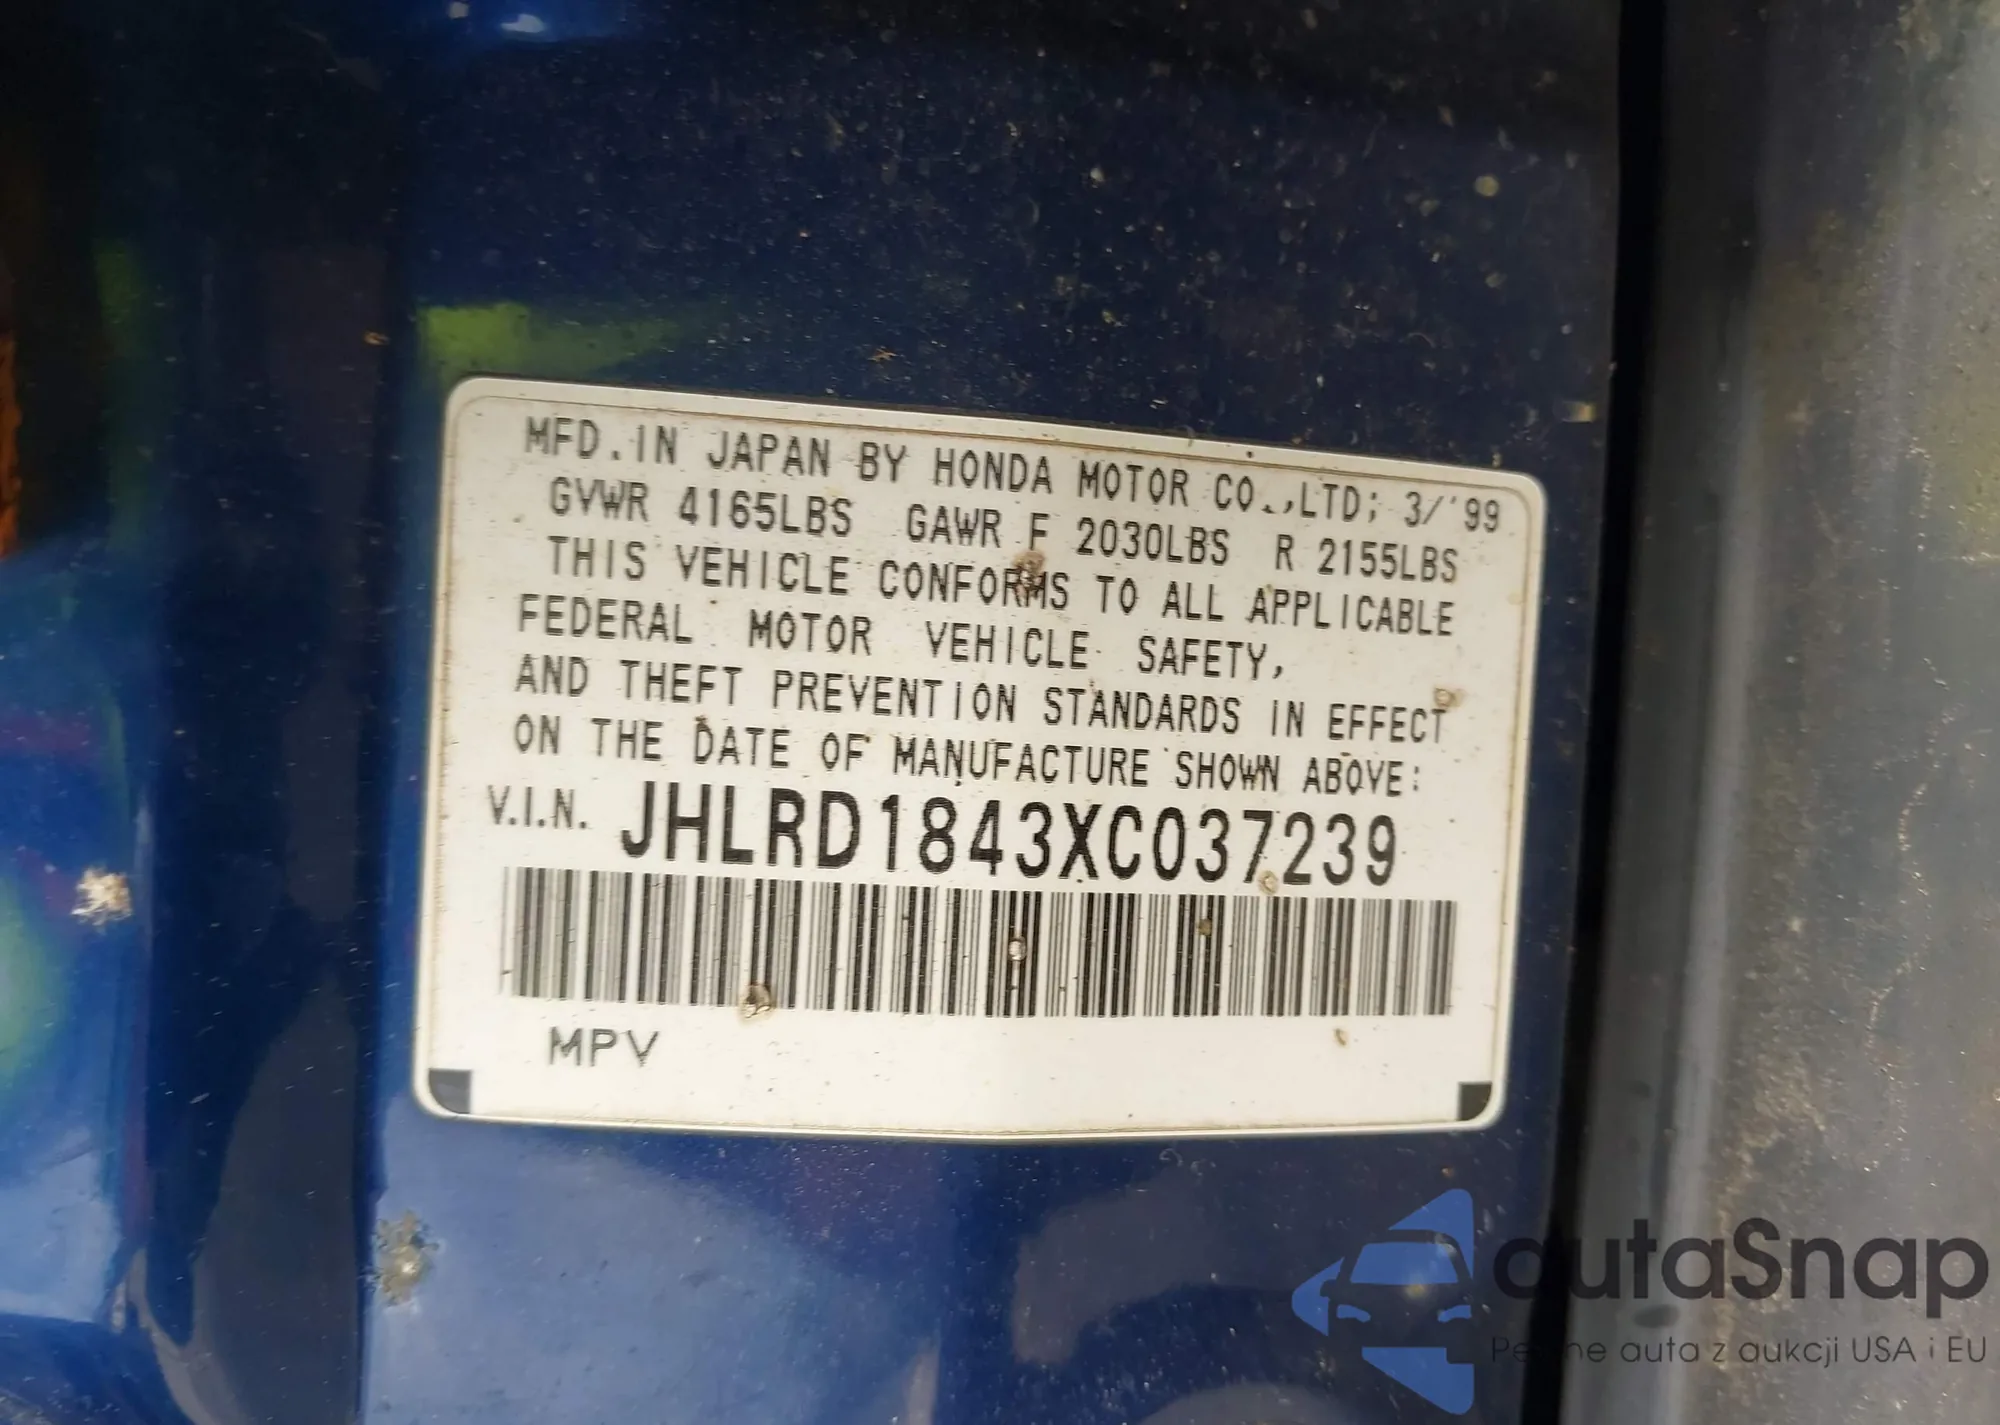 MFD.IN JAPAN BY HONDA MOTOR CO.,LTD; 3/'99
GVWR 4165LBS GAWR F 2030LBS R 2155LBS
THIS VEHICLE CONFORMS TO ALL APPLICABLE
FEDERAL MOTOR VEHICLE SAFETY,
AND THEFT PREVENTION STANDARDS IN EFFECT
ON THE DATE OF MANUFACTURE SHOWN ABOVE:
V.I.N. JHLRD1843XC037239
MPV
autaSnap
Pewne auta z aukcji USA i EU